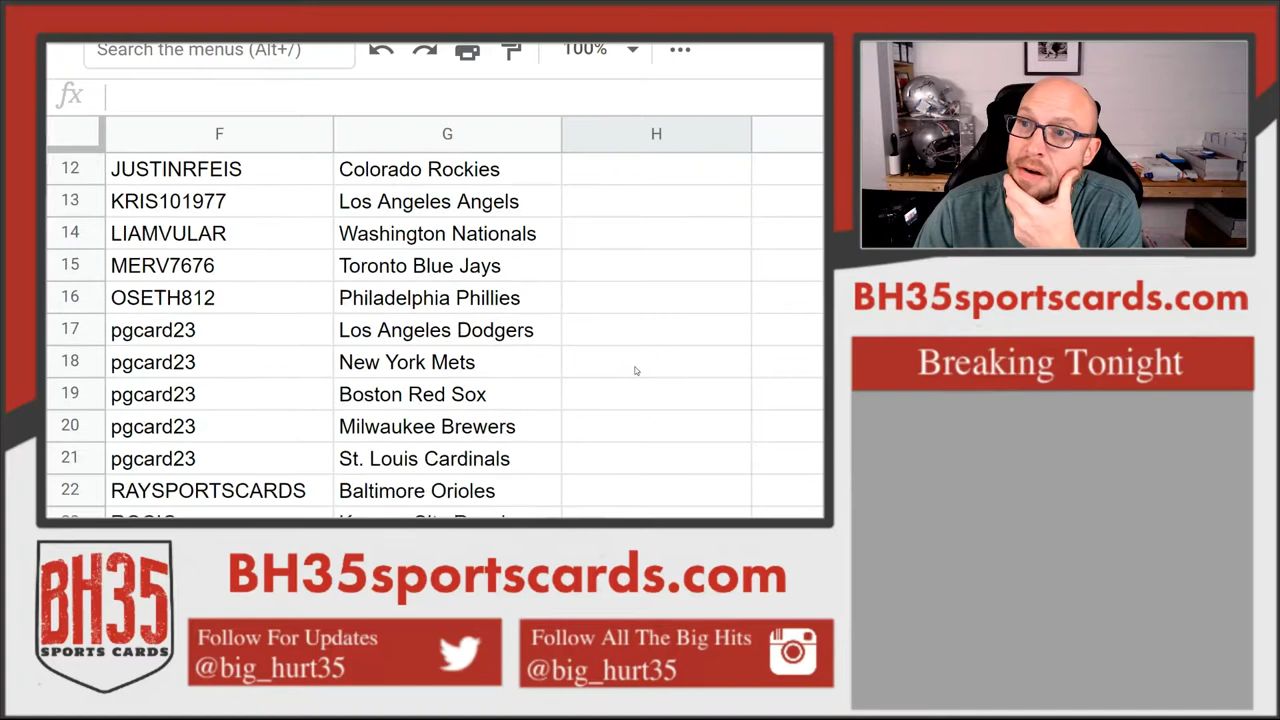 Search the menus (Alt+/)
100%
fx
F G H
12 JUSTINRFEIS Colorado Rockies
13 KRIS101977 Los Angeles Angels
14 LIAMVULAR Washington Nationals
15 MERV7676 Toronto Blue Jays
16 OSETH812 Philadelphia Phillies
17 pgcard23 Los Angeles Dodgers
18 pgcard23 New York Mets
19 pgcard23 Boston Red Sox
20 pgcard23 Milwaukee Brewers
21 pgcard23 St. Louis Cardinals
22 RAYSPORTSCARDS Baltimore Orioles
BH35sportscards.com
Breaking Tonight
BH35
SPORTS CARDS
BH35sportscards.com
Follow For Updates
@big_hurt35
Follow All The Big Hits
@big_hurt35